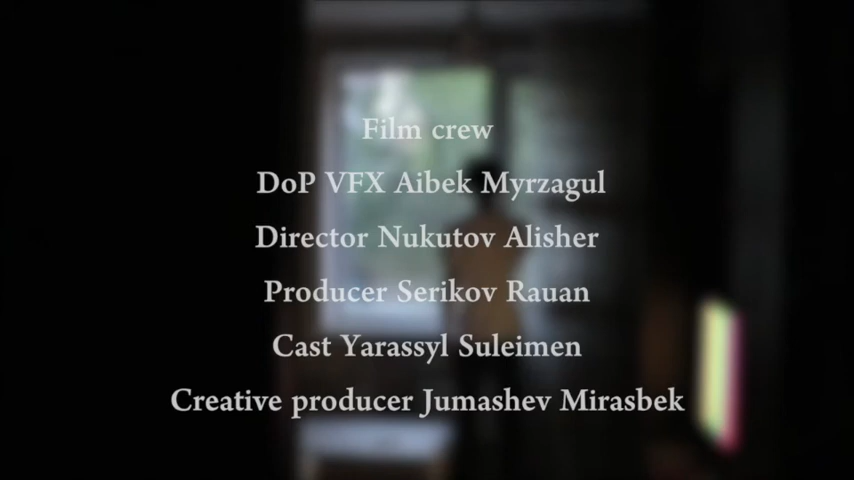 Film crew
DoP VFX Aibek Myrzagul
Director Nukutov Alisher
Producer Serikov Rauan
Cast Yarassyl Suleimen
Creative producer Jumashev Mirasbek